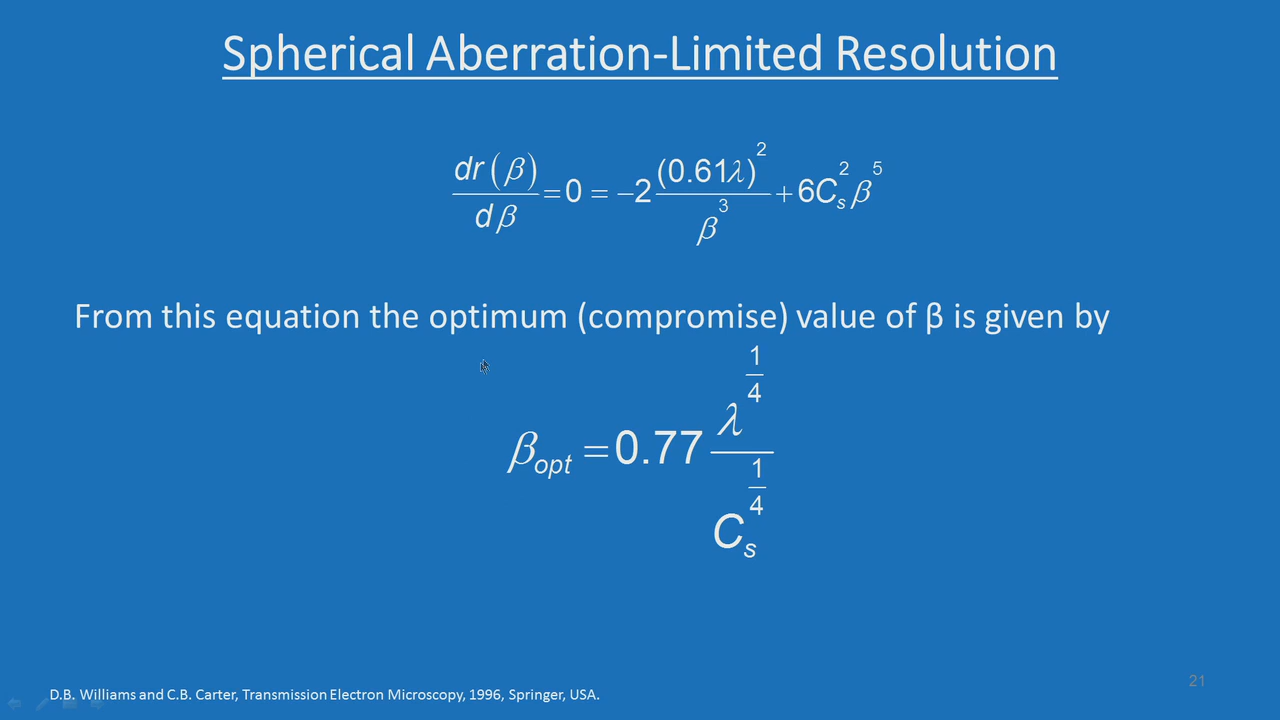 Spherical Aberration-Limited Resolution
dr(β)/dβ = 0 = −2 (0.61λ)²/β³ + 6Cₛ²β⁵
From this equation the optimum (compromise) value of β is given by
β_opt = 0.77 λ^(1/4)/Cₛ^(1/4)
D.B. Williams and C.B. Carter, Transmission Electron Microscopy, 1996, Springer, USA.
21